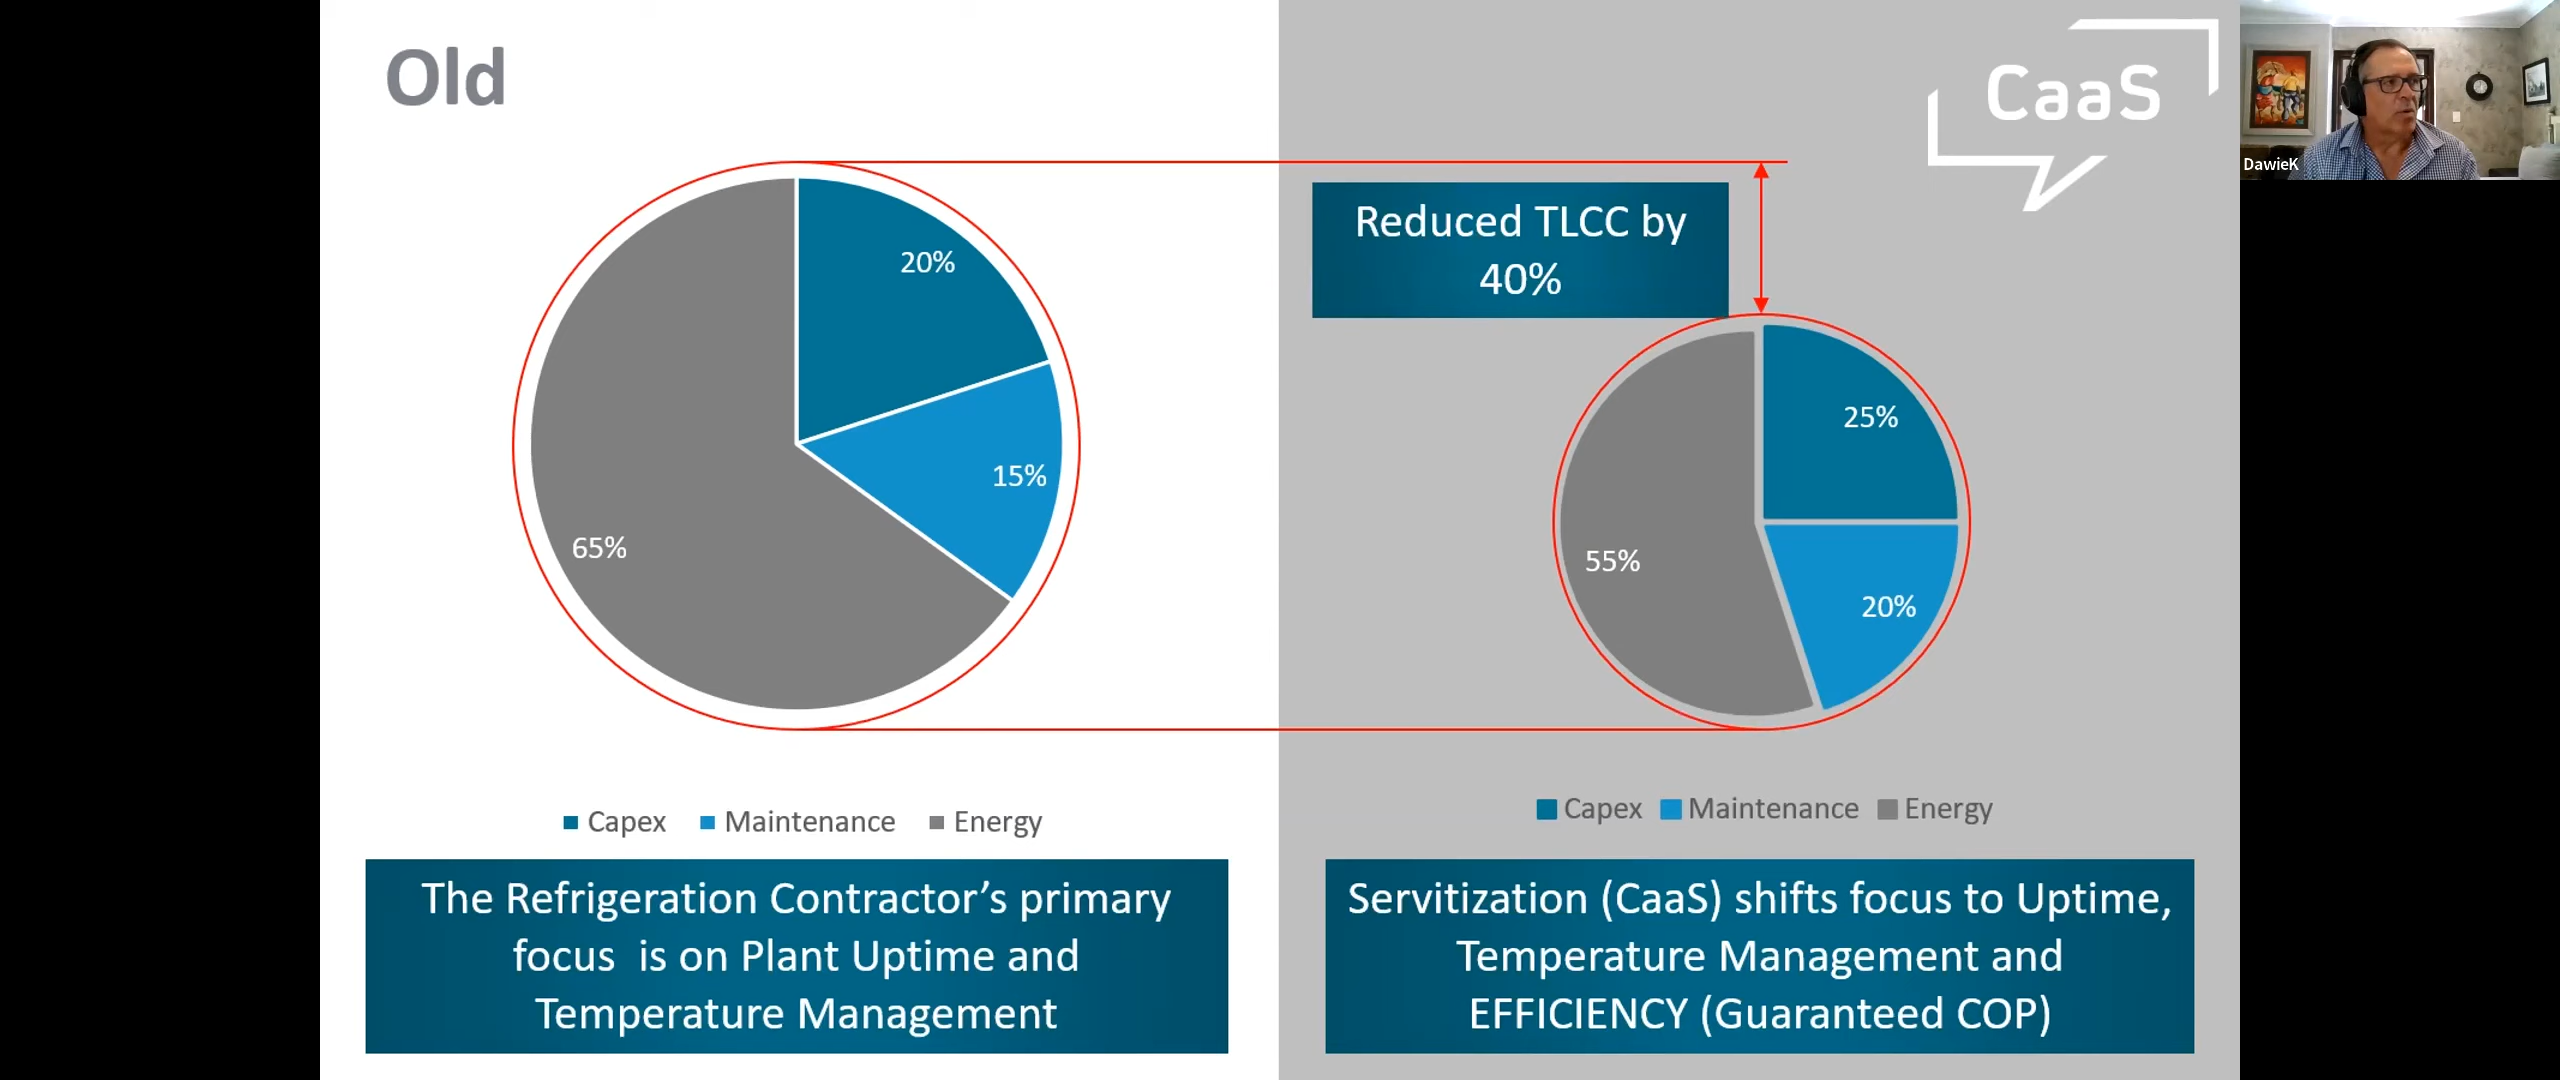 Old
CaaS
DawieK
Reduced TLCC by
40%
20%
15%
65%
25%
20%
55%
Capex Maintenance Energy
Capex Maintenance Energy
The Refrigeration Contractor’s primary
focus  is on Plant Uptime and
Temperature Management
Servitization (CaaS) shifts focus to Uptime,
Temperature Management and
EFFICIENCY (Guaranteed COP)